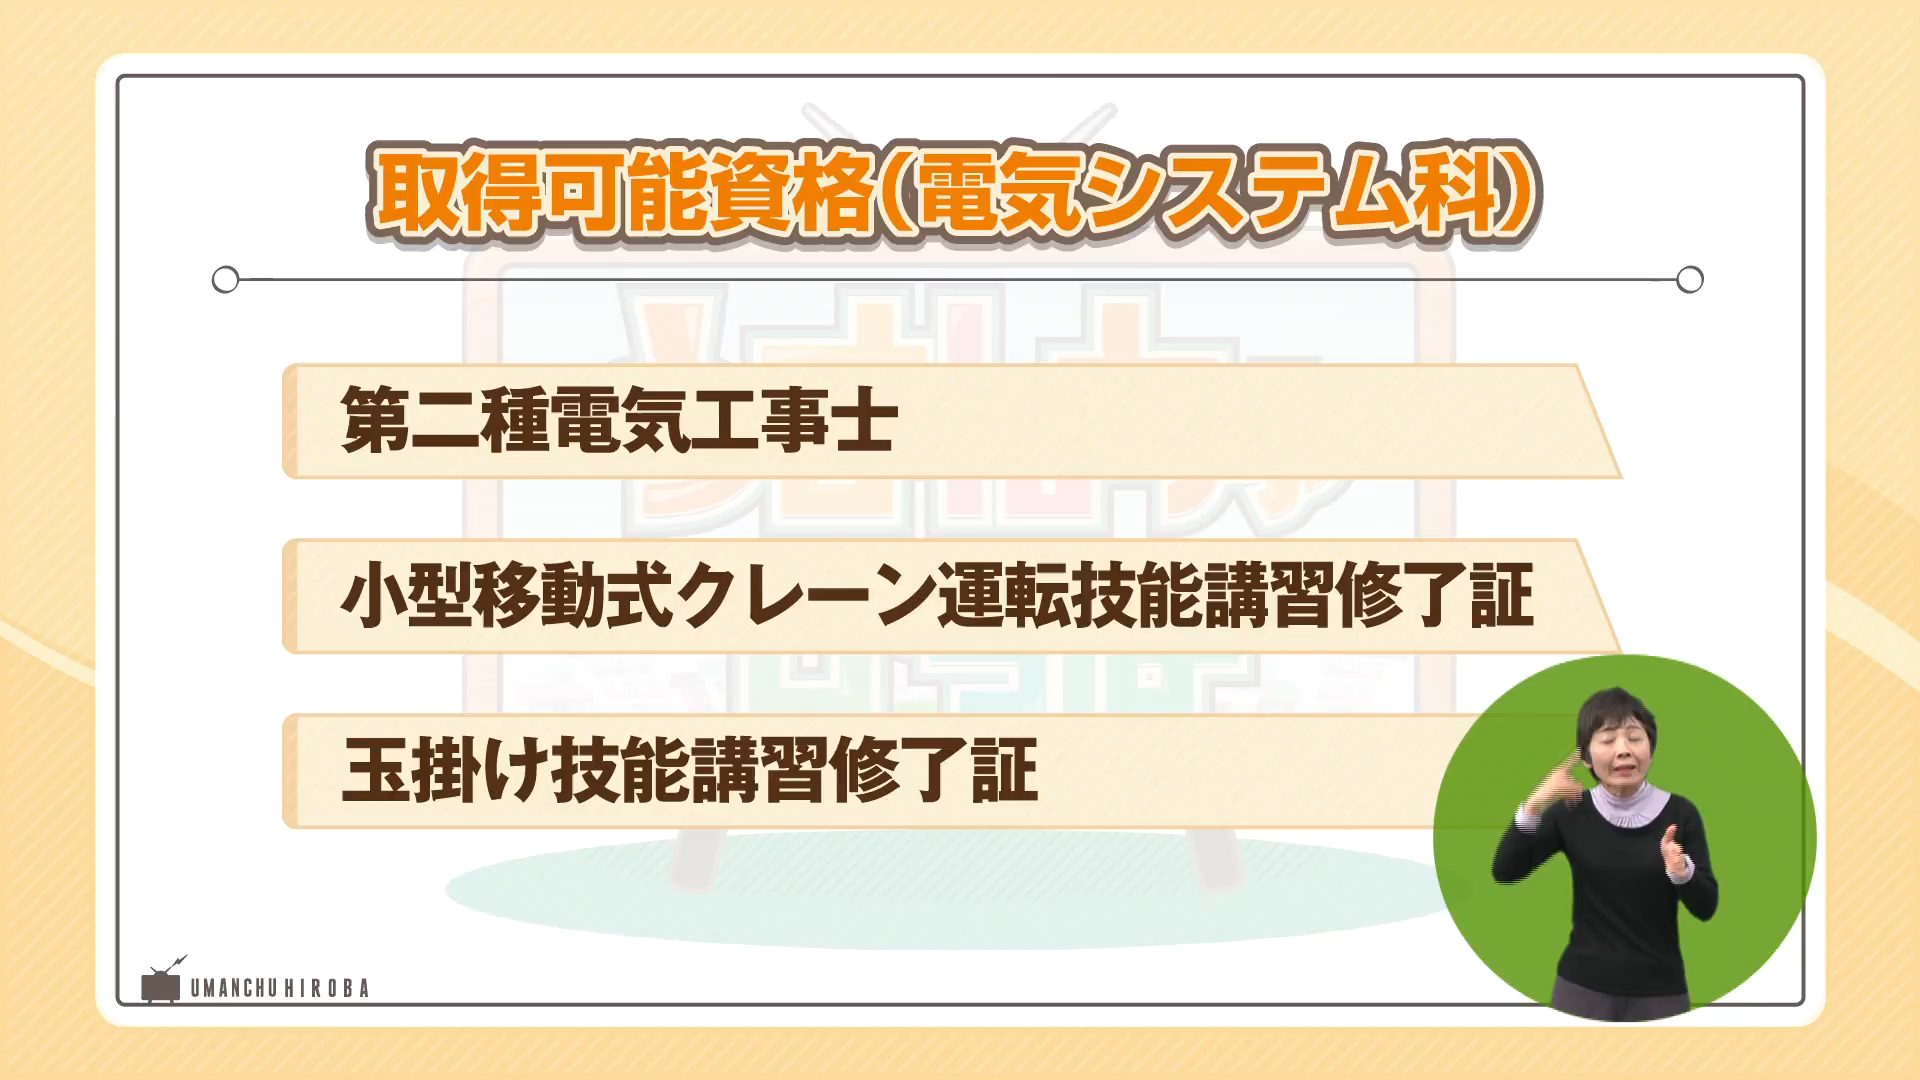 取得可能資格(電気システム科)
第二種電気工事士
小型移動式クレーン運転技能講習修了証
玉掛け技能講習修了証
UMANCHU HIROBA